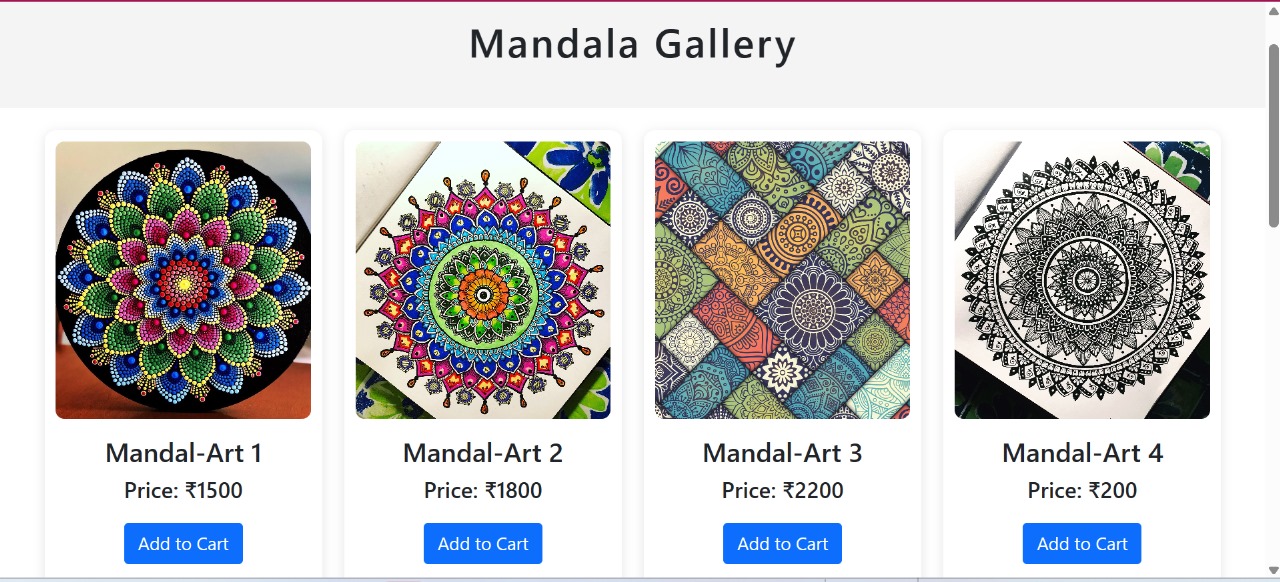 Mandala Gallery
Mandal-Art 1
Price: ₹1500
Add to Cart
Mandal-Art 2
Price: ₹1800
Add to Cart
Mandal-Art 3
Price: ₹2200
Add to Cart
Mandal-Art 4
Price: ₹200
Add to Cart